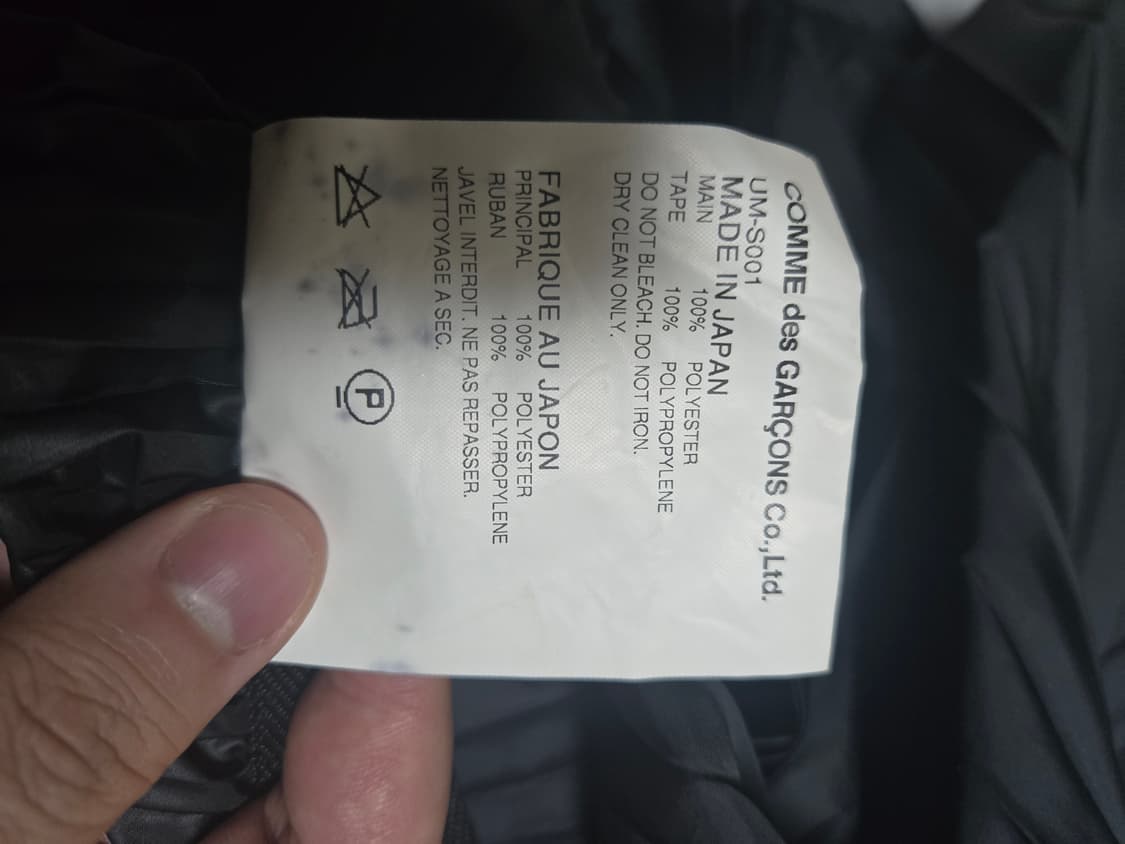 COMME des GARÇONS Co.,Ltd.
UM-S001
MADE IN JAPAN
MAIN 100% POLYESTER
TAPE 100% POLYPROPYLENE
DO NOT BLEACH. DO NOT IRON.
DRY CLEAN ONLY.
FABRIQUE AU JAPON
PRINCIPAL 100% POLYESTER
RUBAN 100% POLYPROPYLENE
JAVEL INTERDIT. NE PAS REPASSER.
NETTOYAGE A SEC.
P